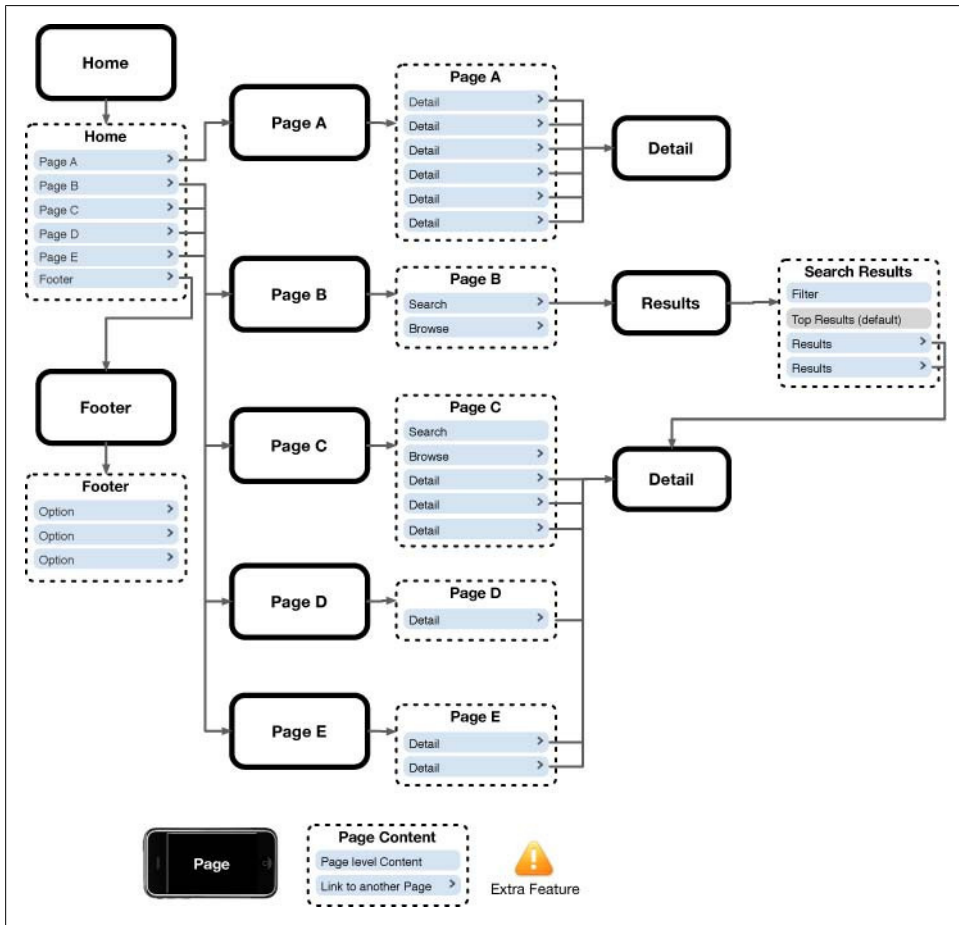 Home
Home
Page A
Page B
Page C
Page D
Page E
Footer
Footer
Footer
Option
Option
Option
Page A
Page A
Detail
Detail
Detail
Detail
Detail
Detail
Detail
Page B
Page B
Search
Browse
Results
Search Results
Filter
Top Results (default)
Results
Results
Page C
Page C
Search
Browse
Detail
Detail
Detail
Detail
Page D
Page D
Detail
Page E
Page E
Detail
Detail
Page
Page Content
Page level Content
Link to another Page
Extra Feature